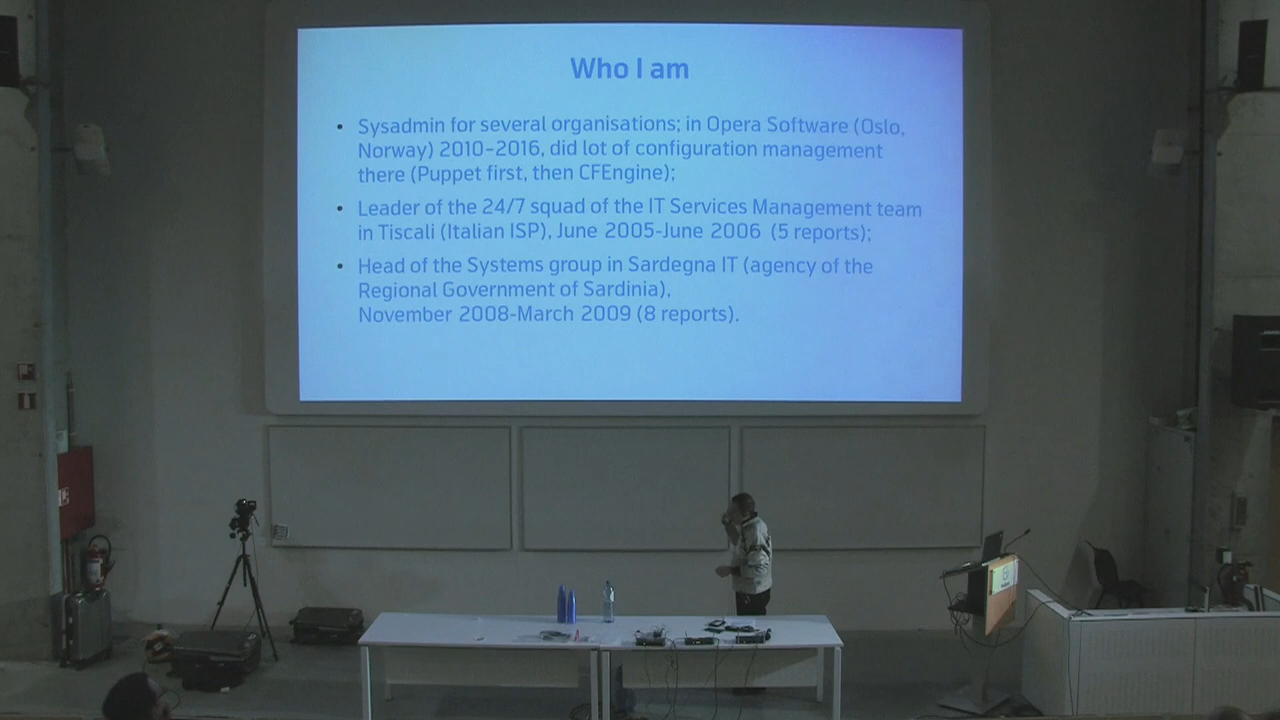 Who I am
• Sysadmin for several organisations; in Opera Software (Oslo,
Norway) 2010–2016, did lot of configuration management
there (Puppet first, then CFEngine);
• Leader of the 24/7 squad of the IT Services Management team
in Tiscali (Italian ISP), June 2005-June 2006 (5 reports);
• Head of the Systems group in Sardegna IT (agency of the
Regional Government of Sardinia),
November 2008-March 2009 (8 reports).